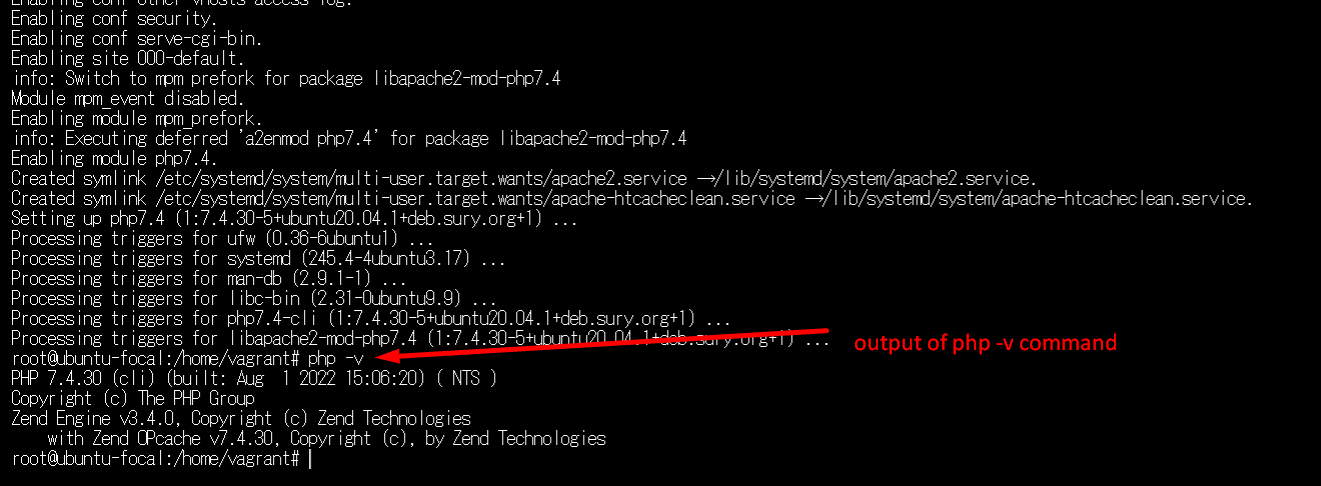 Enabling conf other-vhosts-access-log.
Enabling conf security.
Enabling conf serve-cgi-bin.
Enabling site 000-default.
info: Switch to mpm prefork for package libapache2-mod-php7.4
Module mpm_event disabled.
Enabling module mpm_prefork.
info: Executing deferred 'a2enmod php7.4' for package libapache2-mod-php7.4
Enabling module php7.4.
Created symlink /etc/systemd/system/multi-user.target.wants/apache2.service →/lib/systemd/system/apache2.service.
Created symlink /etc/systemd/system/multi-user.target.wants/apache-htcacheclean.service →/lib/systemd/system/apache-htcacheclean.service.
Setting up php7.4 (1:7.4.30-5+ubuntu20.04.1+deb.sury.org+1) ...
Processing triggers for ufw (0.36-6ubuntu1) ...
Processing triggers for systemd (245.4-4ubuntu3.17) ...
Processing triggers for man-db (2.9.1-1) ...
Processing triggers for libc-bin (2.31-0ubuntu9.9) ...
Processing triggers for php7.4-cli (1:7.4.30-5+ubuntu20.04.1+deb.sury.org+1) ...
Processing triggers for libapache2-mod-php7.4 (1:7.4.30-5+ubuntu20.04.1+deb.sury.org+1) ...
output of php -v command
root@ubuntu-focal:/home/vagrant# php -v
PHP 7.4.30 (cli) (built: Aug  1 2022 15:06:20) ( NTS )
Copyright (c) The PHP Group
Zend Engine v3.4.0, Copyright (c) Zend Technologies
    with Zend OPcache v7.4.30, Copyright (c), by Zend Technologies
root@ubuntu-focal:/home/vagrant#